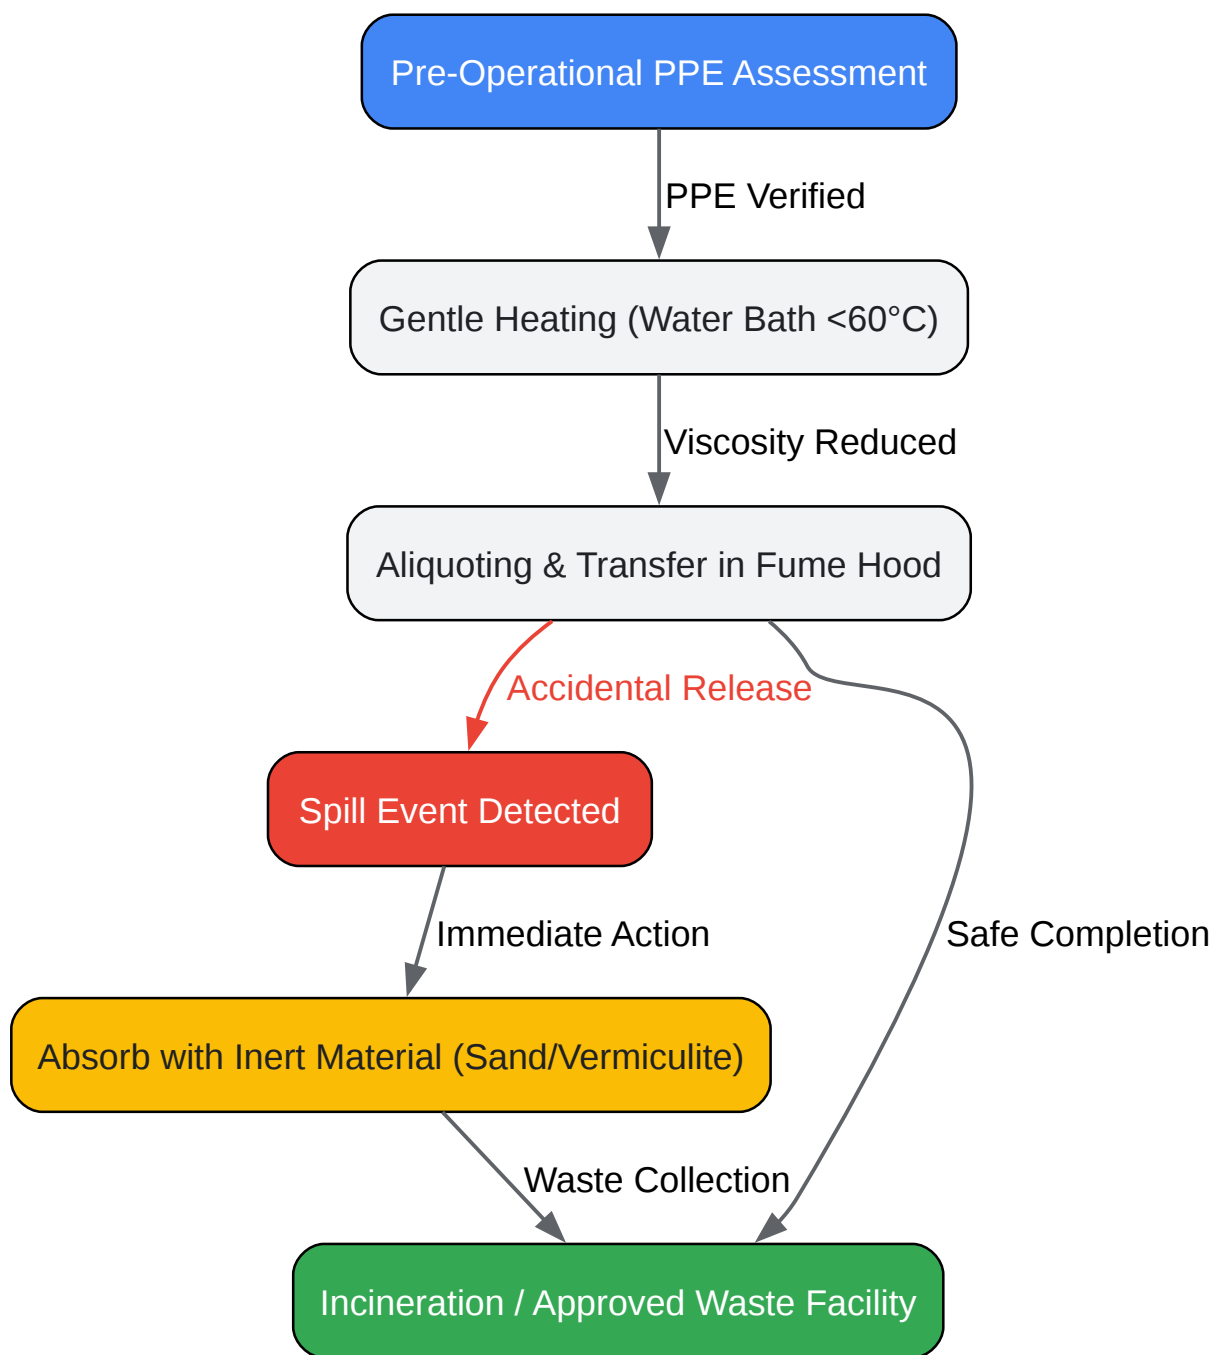 Pre-Operational PPE Assessment
PPE Verified
Gentle Heating (Water Bath <60°C)
Viscosity Reduced
Aliquoting & Transfer in Fume Hood
Accidental Release
Spill Event Detected
Immediate Action
Safe Completion
Absorb with Inert Material (Sand/Vermiculite)
Waste Collection
Incineration / Approved Waste Facility